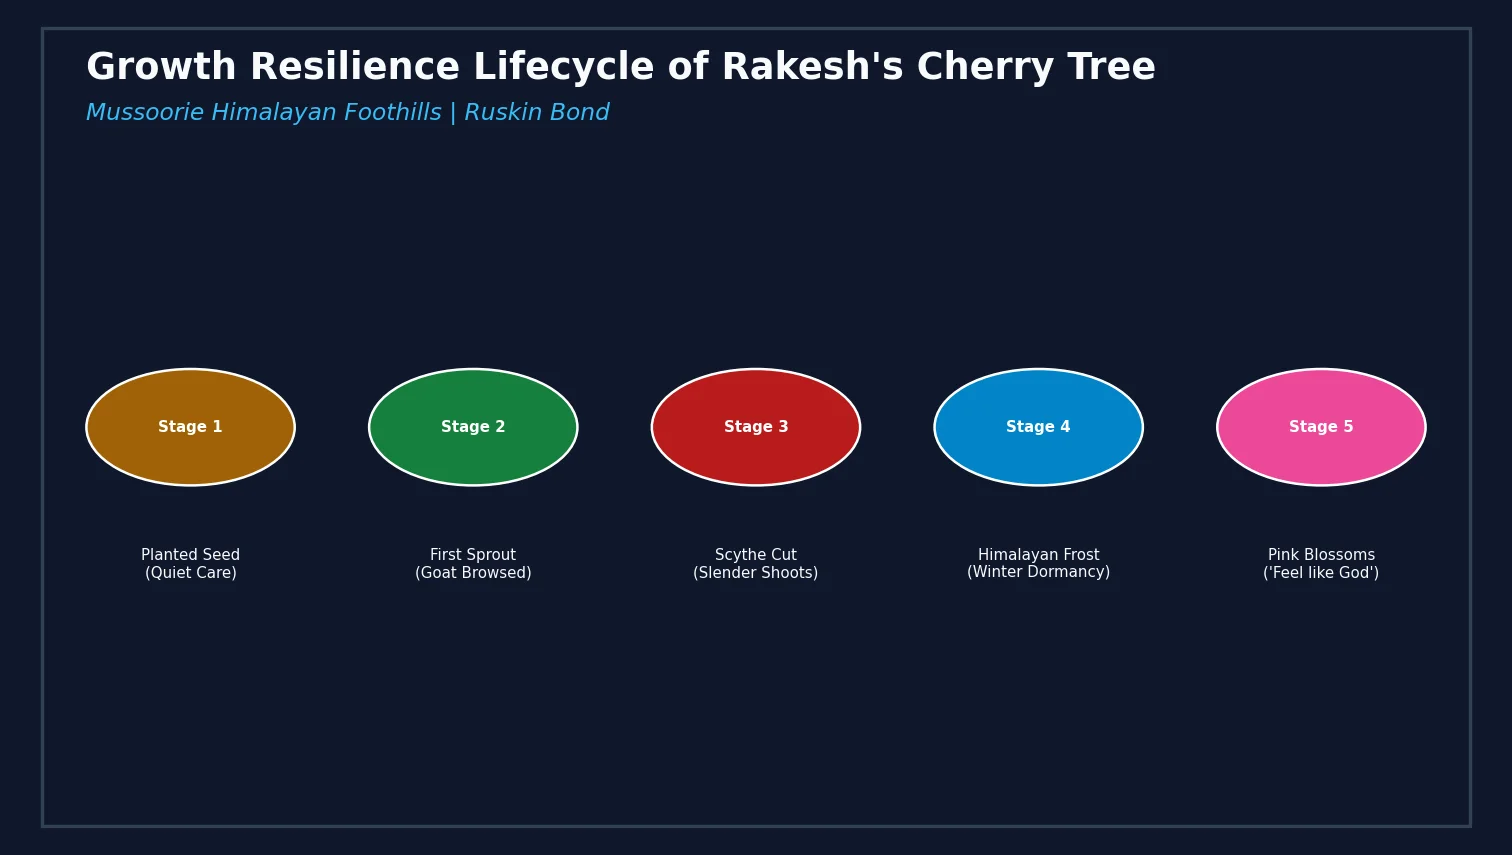 Growth Resilience Lifecycle of Rakesh's Cherry Tree
Mussoorie Himalayan Foothills | Ruskin Bond
Stage 1
Stage 2
Stage 3
Stage 4
Stage 5
Planted Seed
(Quiet Care)
First Sprout
(Goat Browsed)
Scythe Cut
(Slender Shoots)
Himalayan Frost
(Winter Dormancy)
Pink Blossoms
('Feel like God')